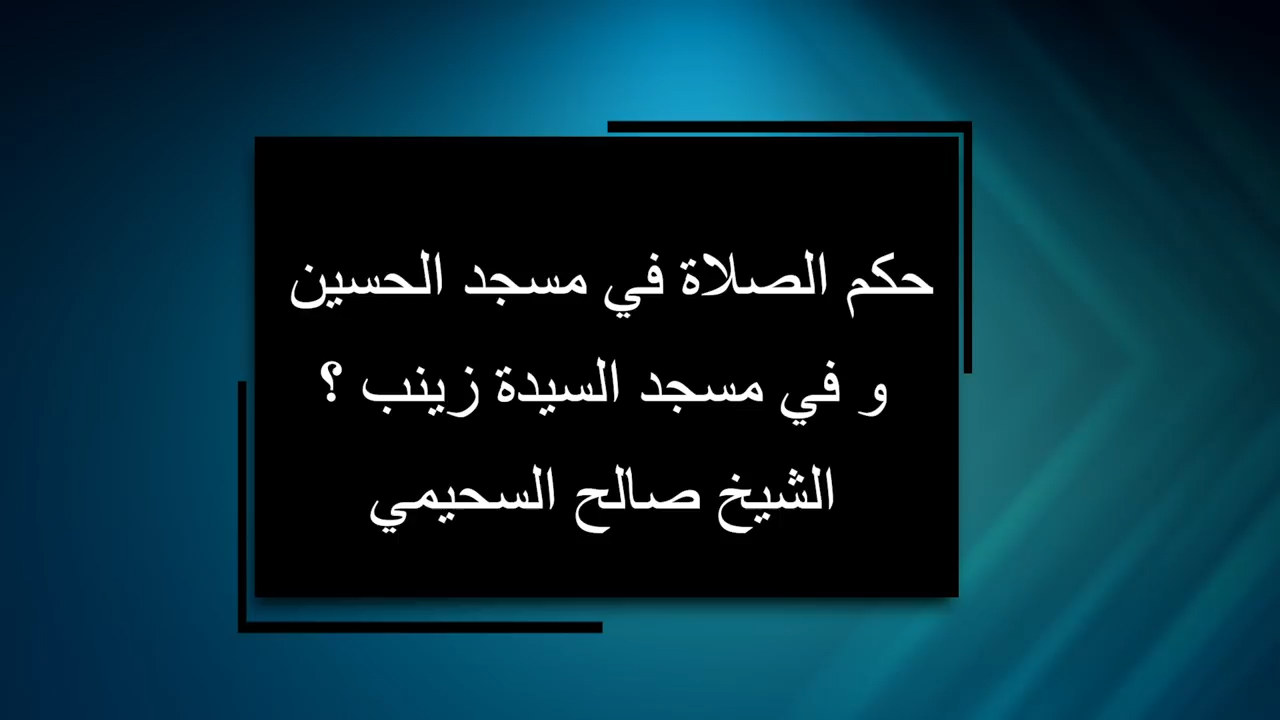 حكم الصلاة في مسجد الحسين
و في مسجد السيدة زينب ؟
الشيخ صالح السحيمي